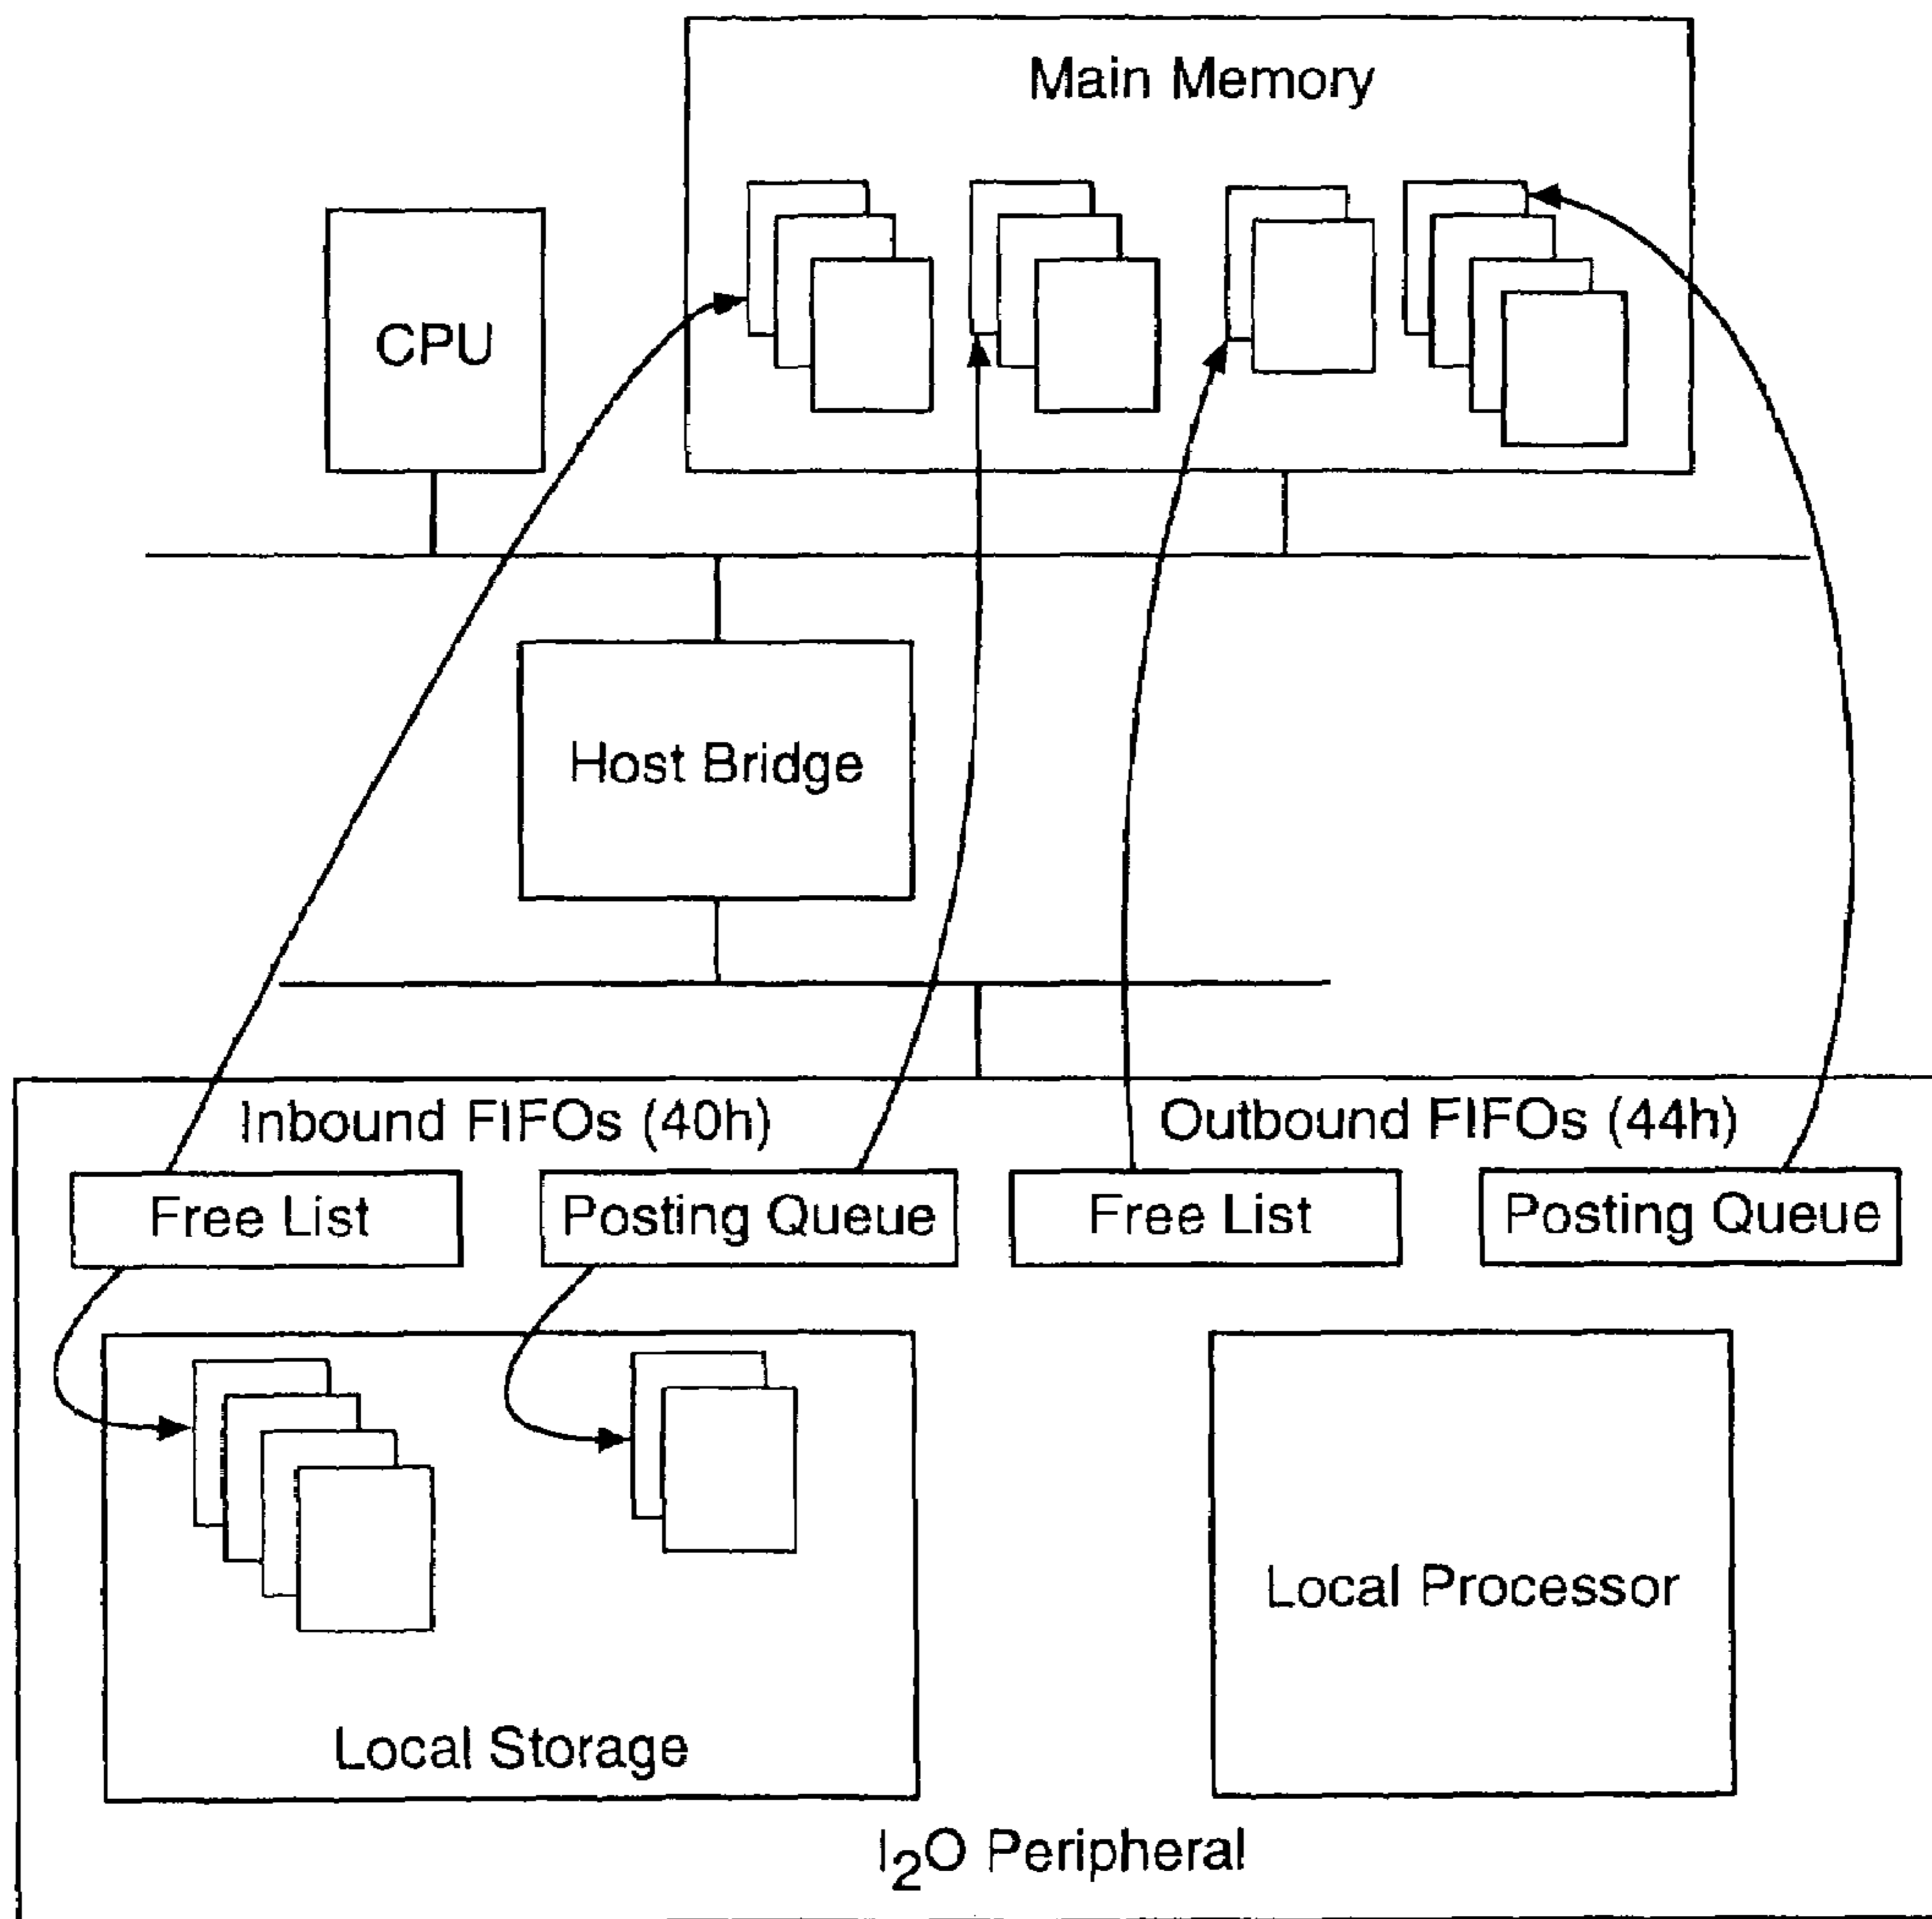 Main Memory
CPU
Host Bridge
Inbound FIFOs (40h)
Outbound FIFOs (44h)
Free List
Posting Queue
Free List
Posting Queue
Local Processor
Local Storage
I₂O Peripheral